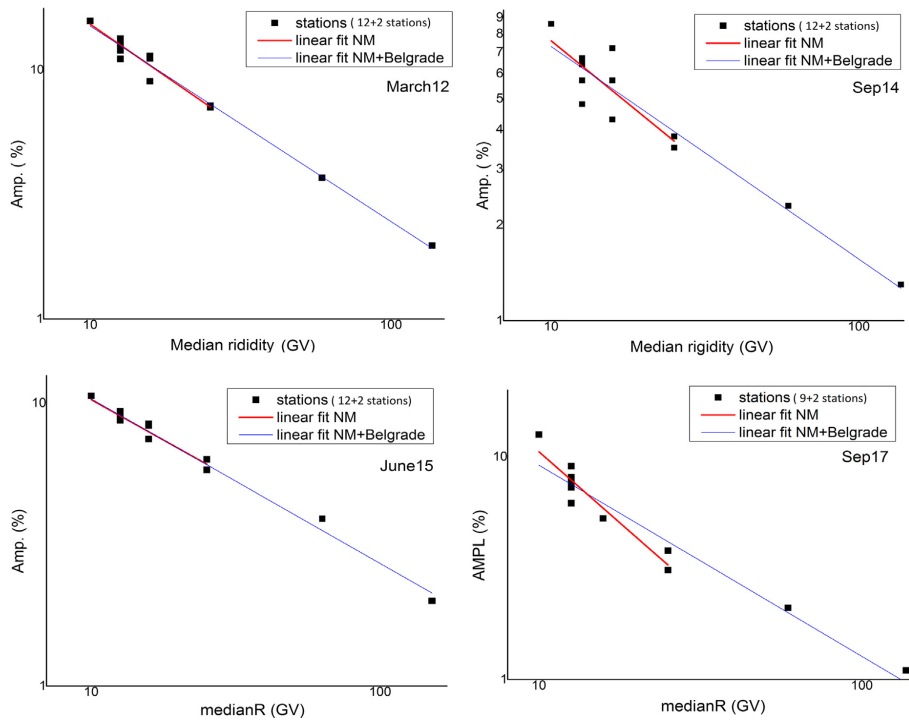 stations ( 12+2 stations)
linear fit NM
linear fit NM+Belgrade
March12
10
1
Amp. ( %)
10
100
Median rididity (GV)
stations ( 12+2 stations)
linear fit NM
linear fit NM+Belgrade
Sep14
9
8
7
6
5
4
3
2
1
Amp. (%)
10
100
Median rigidity (GV)
stations ( 12+2 stations)
linear fit NM
linear fit NM+Belgrade
June15
10
1
Amp. (%)
10
100
medianR (GV)
stations ( 9+2 stations)
linear fit NM
linear fit NM+Belgrade
Sep17
10
1
AMPL (%)
10
100
medianR (GV)